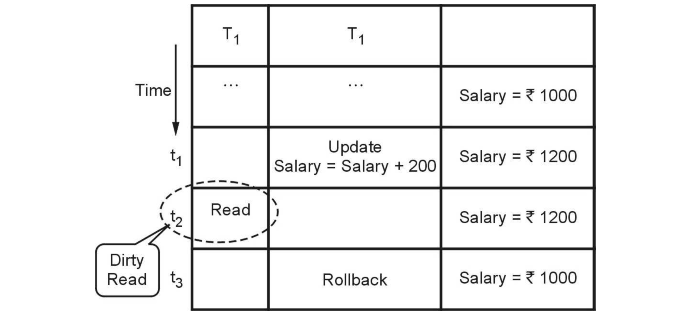 T₁ T₁
... ...
Salary = ₹ 1000
Time
t₁
Update
Salary = Salary + 200
Salary = ₹ 1200
t₂
Read
Salary = ₹ 1200
Dirty
Read
t₃
Rollback
Salary = ₹ 1000